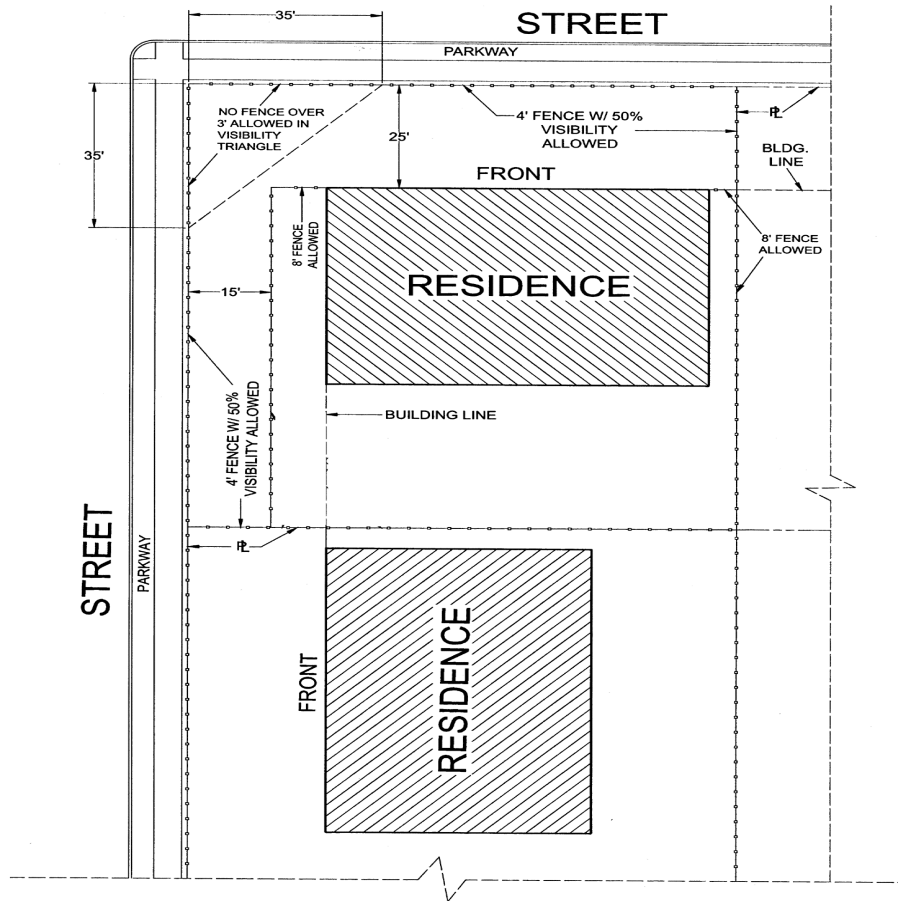 35'
STREET
PARKWAY
NO FENCE OVER
3' ALLOWED IN
VISIBILITY
TRIANGLE
35'
25'
4' FENCE W/ 50%
VISIBILITY
ALLOWED
PL
BLDG.
LINE
FRONT
8' FENCE
ALLOWED
8' FENCE
ALLOWED
RESIDENCE
15'
4' FENCE W/ 50%
VISIBILITY ALLOWED
BUILDING LINE
STREET
PARKWAY
PL
FRONT
RESIDENCE